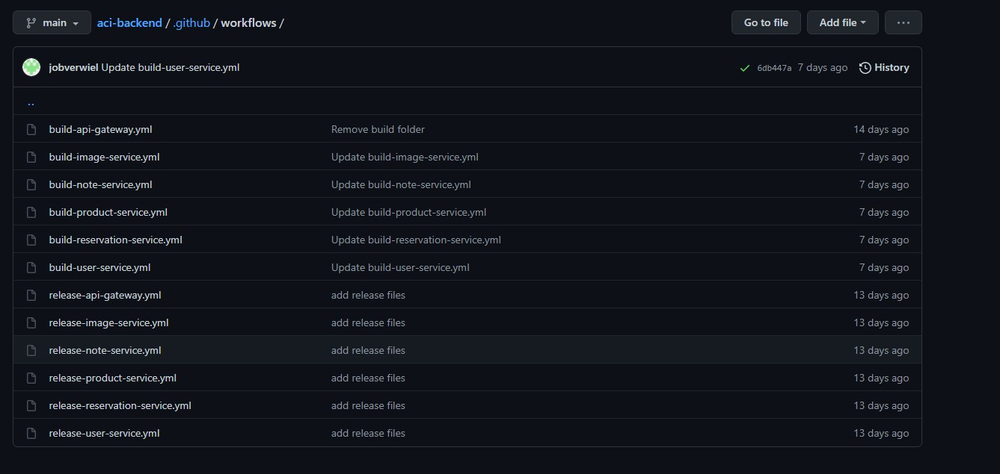 main aci-backend / .github / workflows / Go to file Add file ...
jobverwiel Update build-user-service.yml 6db447a 7 days ago History
..
build-api-gateway.yml Remove build folder 14 days ago
build-image-service.yml Update build-image-service.yml 7 days ago
build-note-service.yml Update build-note-service.yml 7 days ago
build-product-service.yml Update build-product-service.yml 7 days ago
build-reservation-service.yml Update build-reservation-service.yml 7 days ago
build-user-service.yml Update build-user-service.yml 7 days ago
release-api-gateway.yml add release files 13 days ago
release-image-service.yml add release files 13 days ago
release-note-service.yml add release files 13 days ago
release-product-service.yml add release files 13 days ago
release-reservation-service.yml add release files 13 days ago
release-user-service.yml add release files 13 days ago